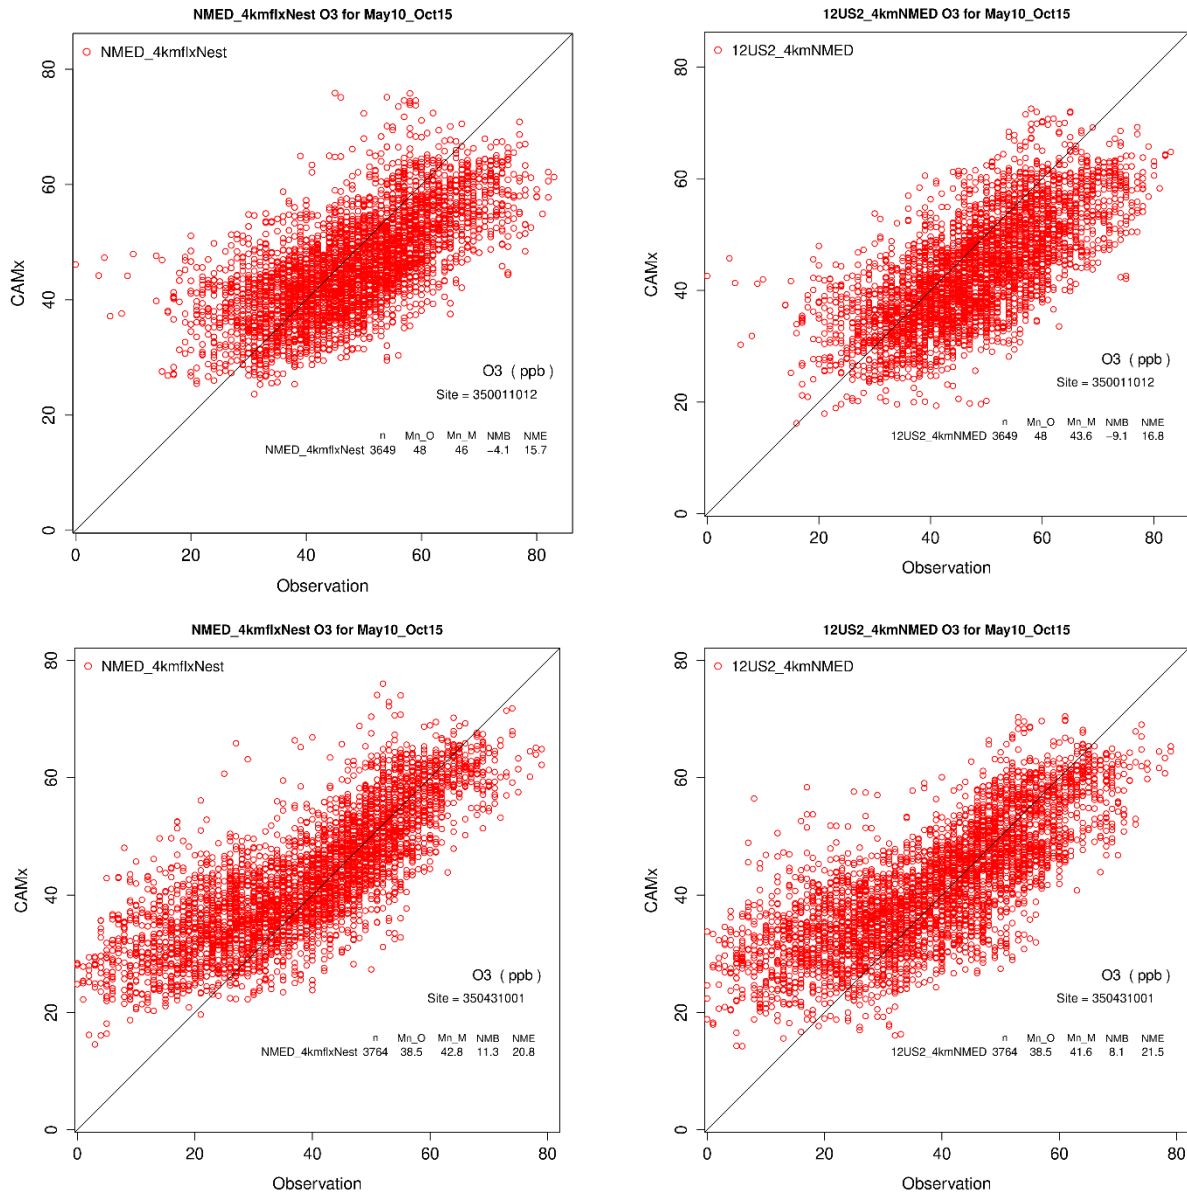 NMED_4kmflxNest O3 for May10_Oct15
NMED_4kmflxNest
80
60
40
20
0
CAMx
O3 ( ppb )
Site = 350011012
n Mn_O Mn_M NMB NME
NMED_4kmflxNest 3649 48 46 −4.1 15.7
0 20 40 60 80
Observation
12US2_4kmNMED O3 for May10_Oct15
12US2_4kmNMED
80
60
40
20
0
CAMx
O3 ( ppb )
Site = 350011012
n Mn_O Mn_M NMB NME
12US2_4kmNMED 3649 48 43.6 −9.1 16.8
0 20 40 60 80
Observation
NMED_4kmflxNest O3 for May10_Oct15
NMED_4kmflxNest
80
60
40
20
0
CAMx
O3 ( ppb )
Site = 350431001
n Mn_O Mn_M NMB NME
NMED_4kmflxNest 3764 38.5 42.8 11.3 20.8
0 20 40 60 80
Observation
12US2_4kmNMED O3 for May10_Oct15
12US2_4kmNMED
80
60
40
20
0
CAMx
O3 ( ppb )
Site = 350431001
n Mn_O Mn_M NMB NME
12US2_4kmNMED 3764 38.5 41.6 8.1 21.5
0 20 40 60 80
Observation